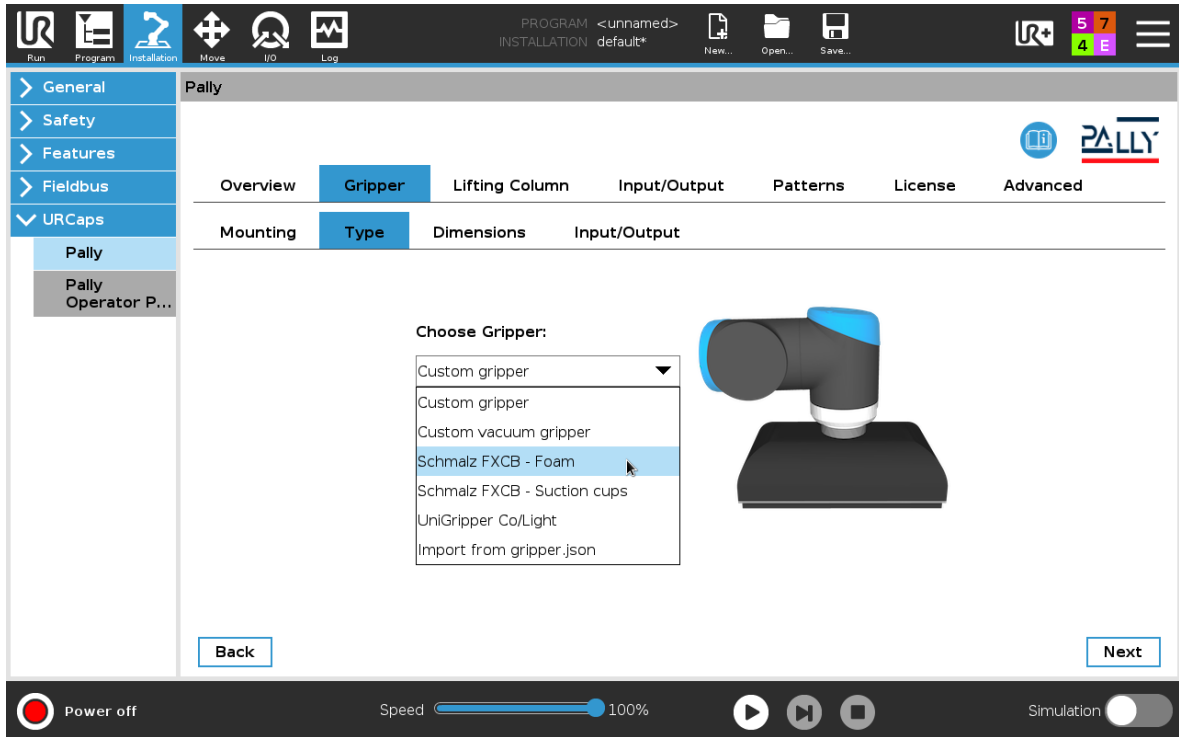 PROGRAM <unnamed>
INSTALLATION default*
Run Program Installation Move I/O Log New... Open... Save...
UR UR+ 5 7
4 E
General
Safety
Features
Fieldbus
URCaps
Pally
Pally
Operator P...
Pally
PALLY
Overview Gripper Lifting Column Input/Output Patterns License Advanced
Mounting Type Dimensions Input/Output
Choose Gripper:
Custom gripper
Custom gripper
Custom vacuum gripper
Schmalz FXCB - Foam
Schmalz FXCB - Suction cups
UniGripper Co/Light
Import from gripper.json
Back Next
Power off Speed 100% Simulation